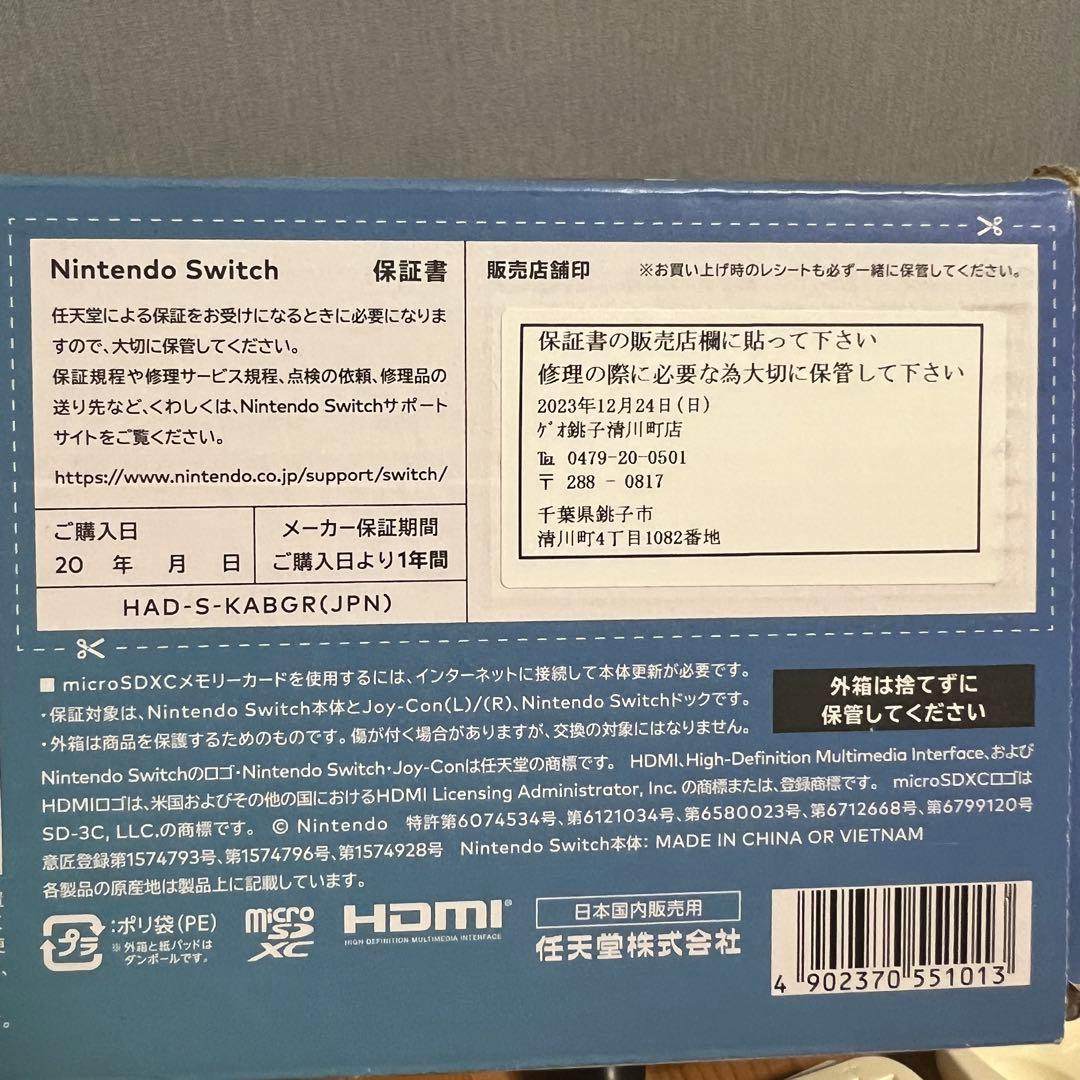 Nintendo Switch 保証書
任天堂による保証をお受けになるときに必要になりま
すので、大切に保管してください。
保証規程や修理サービス規程、点検の依頼、修理品の
送り先など、くわしくは、Nintendo Switchサポート
サイトをご覧ください。
https://www.nintendo.co.jp/support/switch/
ご購入日
20 年 月 日
メーカー保証期間
ご購入日より1年間
HAD-S-KABGR(JPN)
販売店舗印 ※お買い上げ時のレシートも必ず一緒に保管してください。
保証書の販売店欄に貼って下さい
修理の際に必要な為大切に保管して下さい
2023年12月24日(日)
ｹﾞｵ銚子清川町店
℡ 0479-20-0501
〒 288 - 0817
千葉県銚子市
清川町4丁目1082番地
■ microSDXCメモリーカードを使用するには、インターネットに接続して本体更新が必要です。
・保証対象は、Nintendo Switch本体とJoy-Con(L)/(R)、Nintendo Switchドックです。
・外箱は商品を保護するためのものです。傷が付く場合がありますが、交換の対象にはなりません。
外箱は捨てずに
保管してください
Nintendo Switchのロゴ・Nintendo Switch・Joy-Conは任天堂の商標です。 HDMI、High-Definition Multimedia Interface、および
HDMIロゴは、米国およびその他の国におけるHDMI Licensing Administrator, Inc. の商標または、登録商標です。 microSDXCロゴは
SD-3C, LLC.の商標です。 © Nintendo 特許第6074534号、第6121034号、第6580023号、第6712668号、第6799120号
意匠登録第1574793号、第1574796号、第1574928号 Nintendo Switch本体: MADE IN CHINA OR VIETNAM
各製品の原産地は製品上に記載しています。
プラ
:ポリ袋(PE)
※外箱と紙パッドは
ダンボールです。
micro
SD
XC
HDMI®
HIGH DEFINITION MULTIMEDIA INTERFACE
日本国内販売用
任天堂株式会社
4 902370 551013